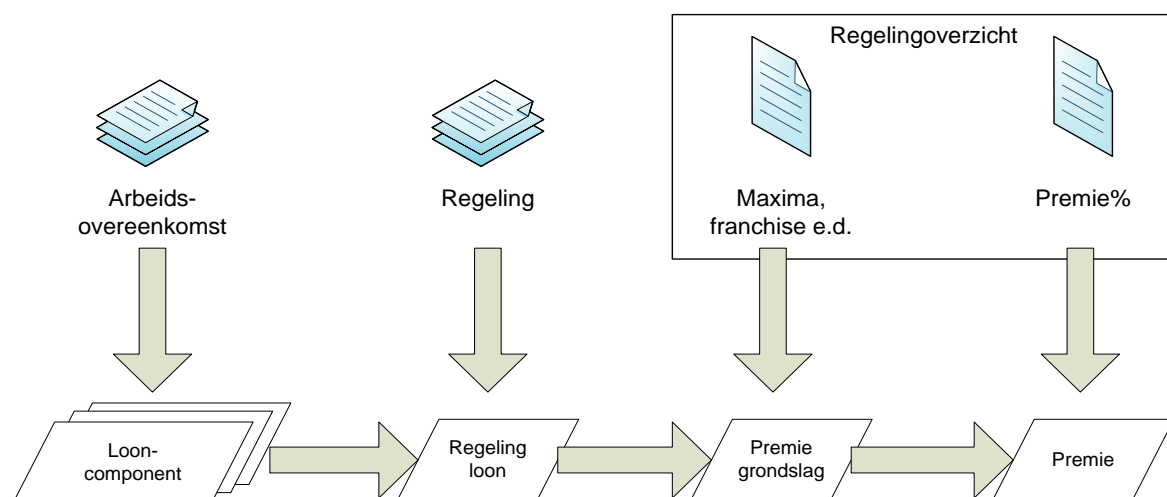 Regelingoverzicht
Arbeids-
overeenkomst
Regeling
Maxima,
franchise e.d.
Premie%
Loon-
component
Regeling
loon
Premie
grondslag
Premie